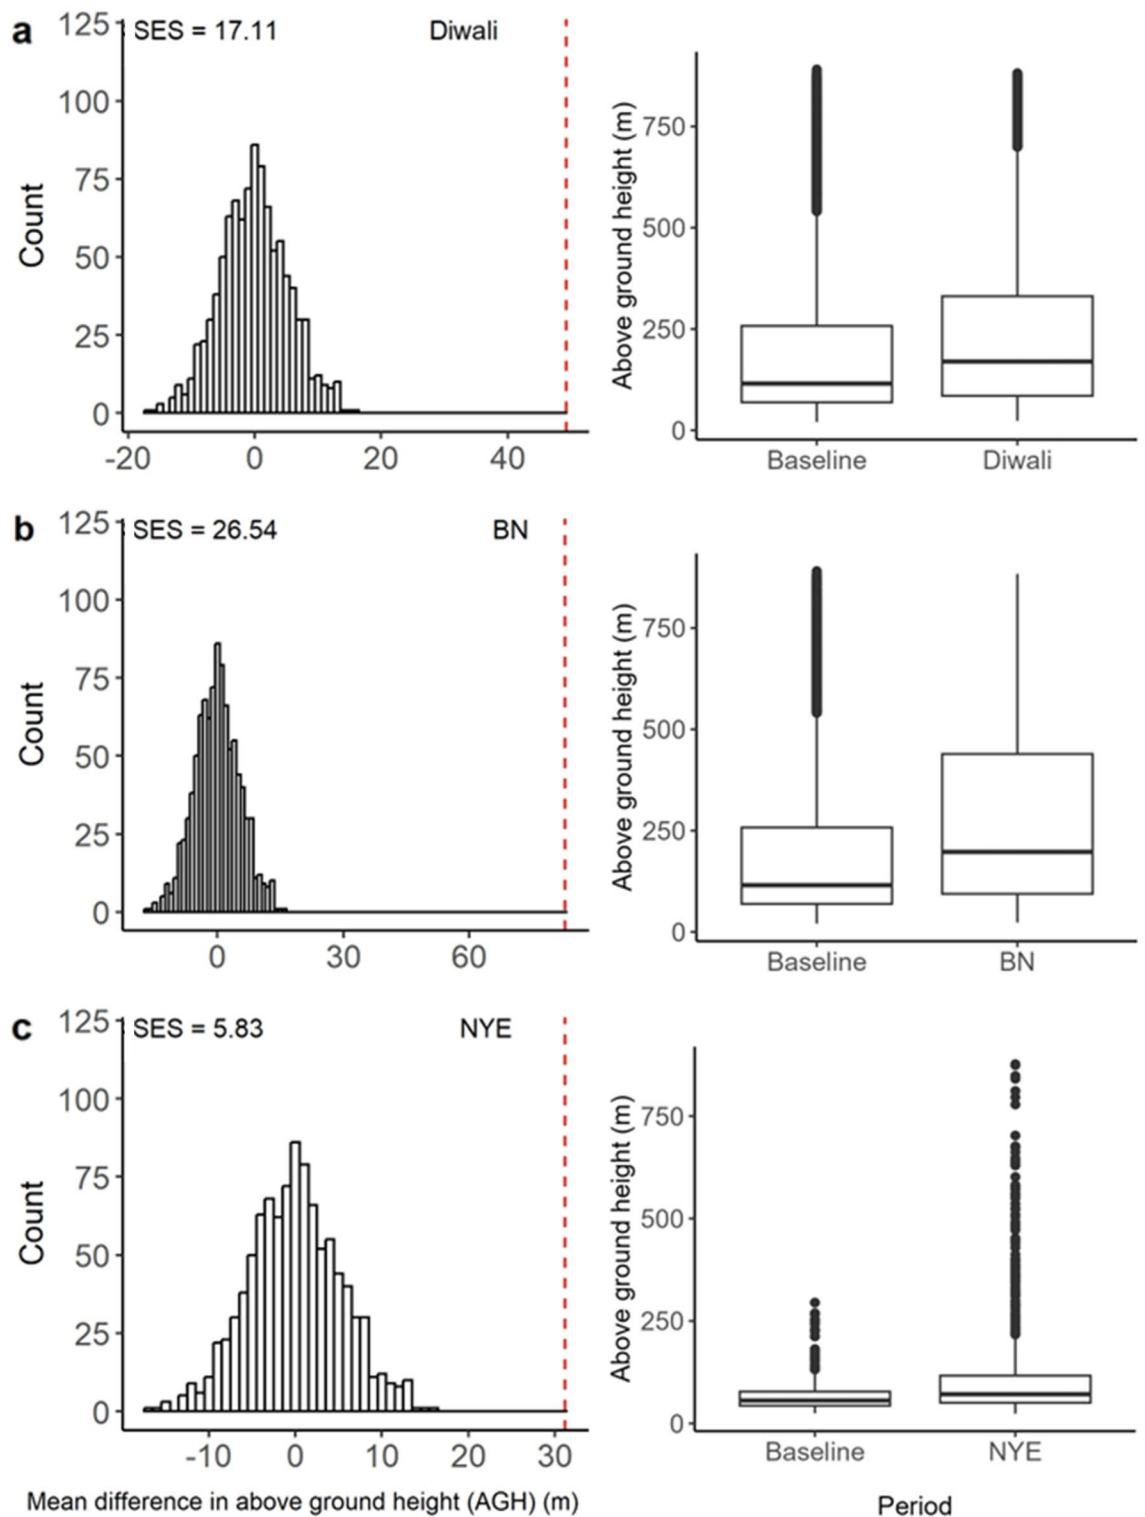 a
SES = 17.11
Diwali
125
100
75
50
25
0
Count
-20 0 20 40
Above ground height (m)
750
500
250
0
Baseline Diwali
b
SES = 26.54
BN
125
100
75
50
25
0
Count
0 30 60
Above ground height (m)
750
500
250
0
Baseline BN
c
SES = 5.83
NYE
125
100
75
50
25
0
Count
-10 0 10 20 30
Mean difference in above ground height (AGH) (m)
Above ground height (m)
750
500
250
0
Baseline NYE
Period